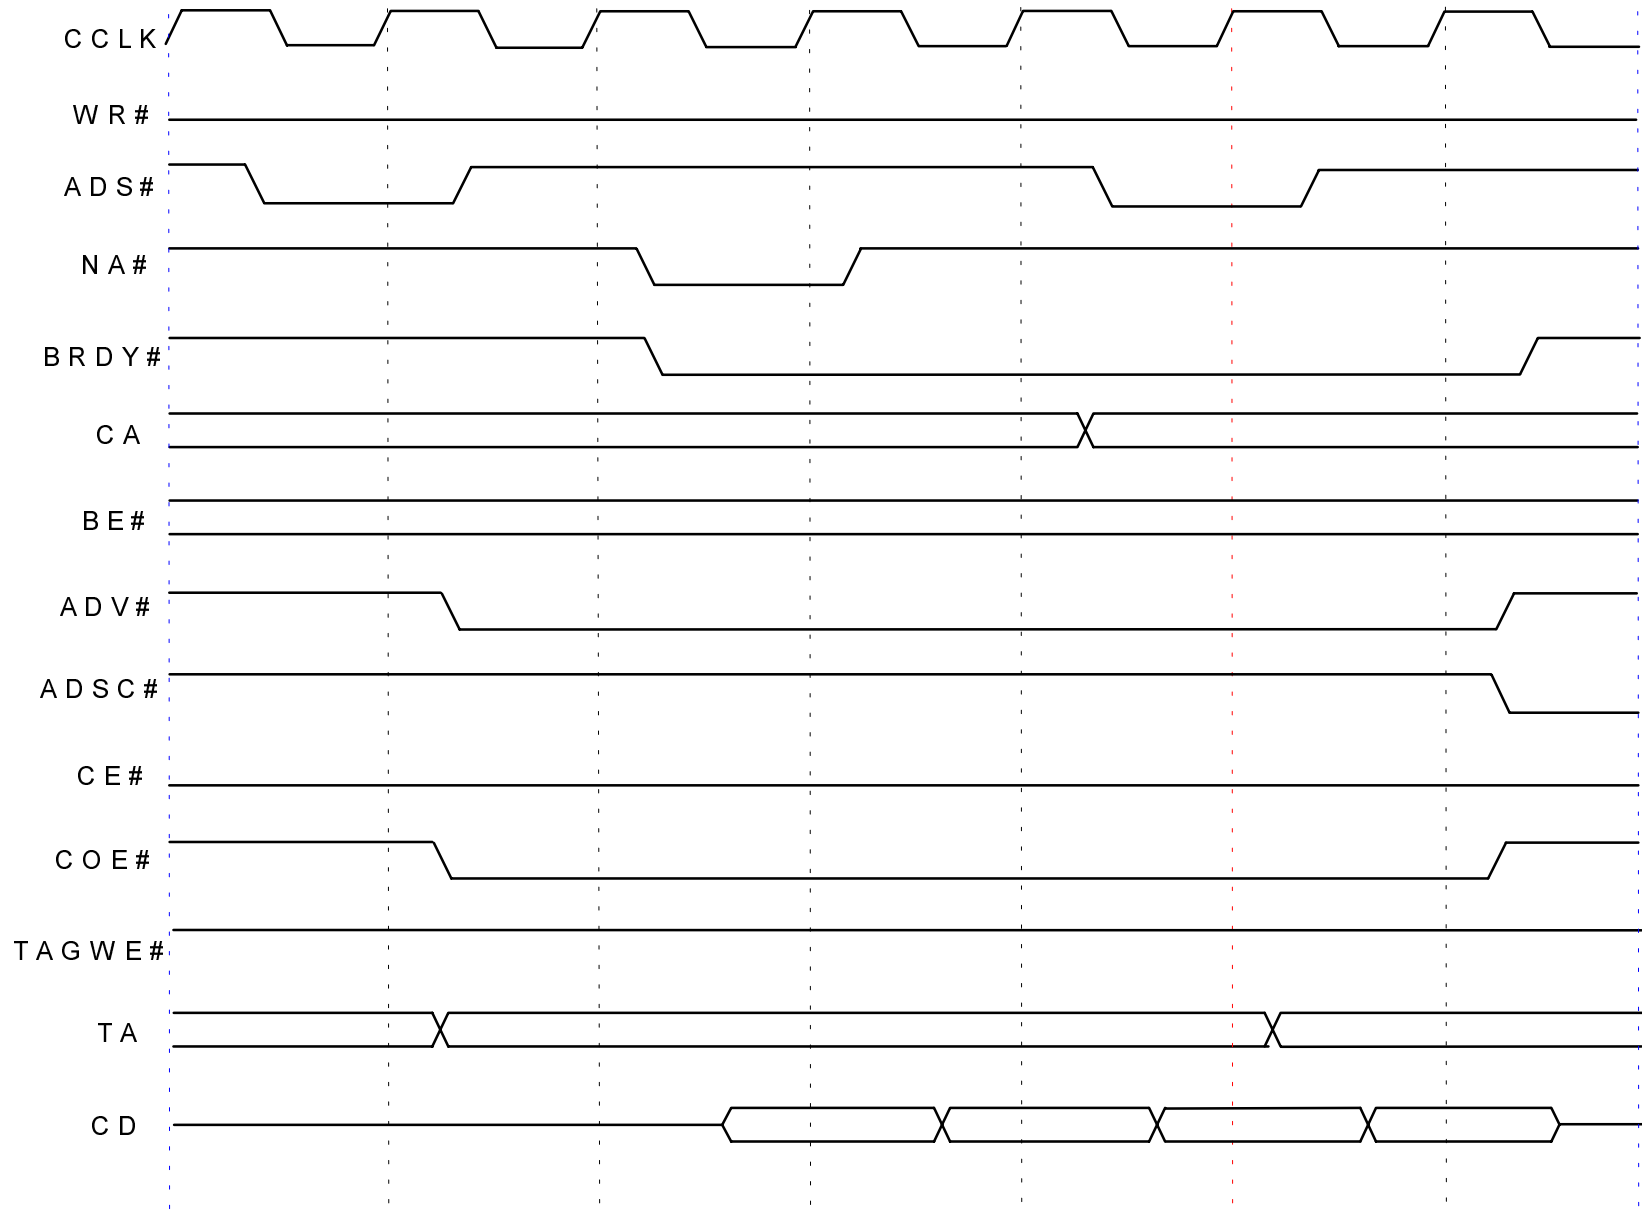 CCLK
WR#
ADS#
NA#
BRDY#
CA
BE#
ADV#
ADSC#
CE#
COE#
TAGWE#
TA
CD